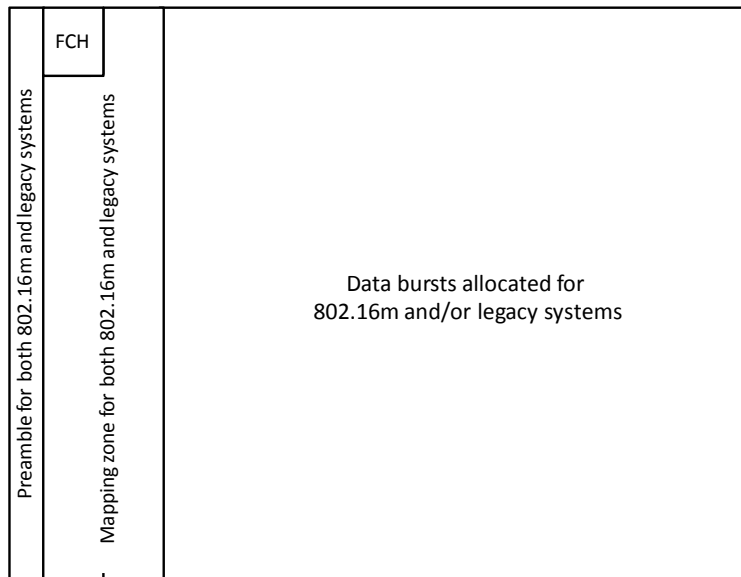 FCH
Preamble for both 802.16m and legacy systems
Mapping zone for both 802.16m and legacy systems
Data bursts allocated for
802.16m and/or legacy systems